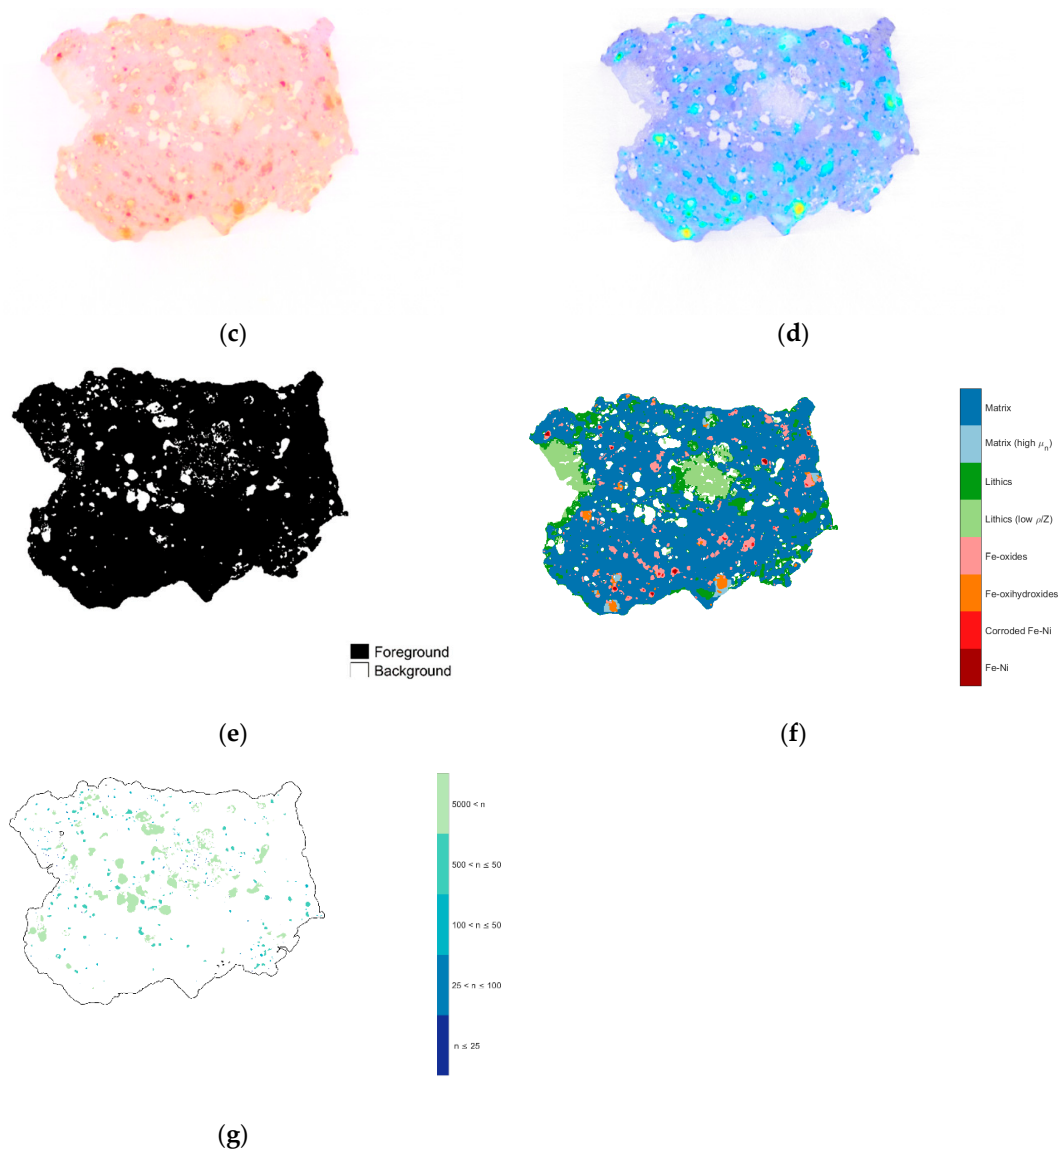 (c)
(d)
Foreground
Background
Matrix
Matrix (high μn)
Lithics
Lithics (low ρ/Z)
Fe-oxides
Fe-oxihydroxides
Corroded Fe-Ni
Fe-Ni
(e)
(f)
5000 < n
500 < n ≤ 50
100 < n ≤ 50
25 < n ≤ 100
n ≤ 25
(g)